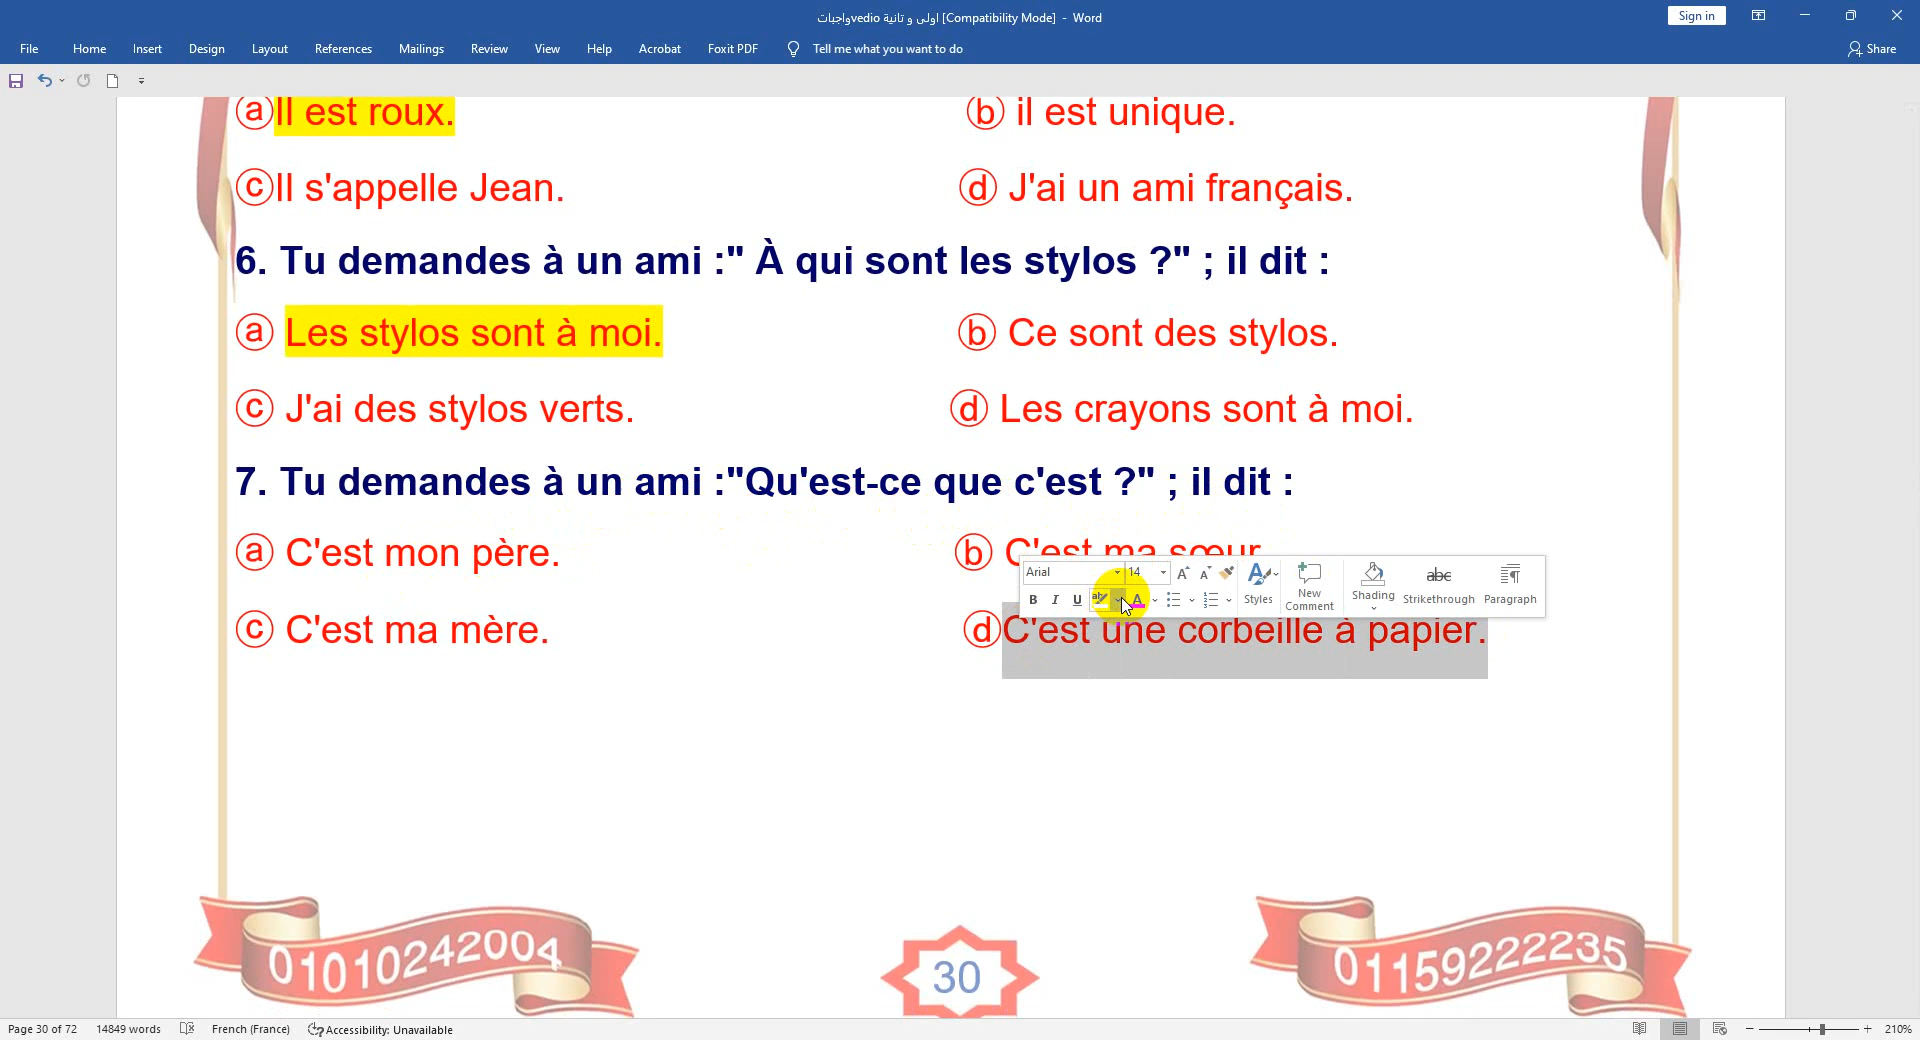 واجباتvedio اولى و تانية [Compatibility Mode] - Word
Sign in
File Home Insert Design Layout References Mailings Review View Help Acrobat Foxit PDF Tell me what you want to do Share
ⓐIl est roux. ⓑ il est unique.
ⓒIl s'appelle Jean. ⓓ J'ai un ami français.
6. Tu demandes à un ami :" À qui sont les stylos ?" ; il dit :
ⓐ Les stylos sont à moi. ⓑ Ce sont des stylos.
ⓒ J'ai des stylos verts. ⓓ Les crayons sont à moi.
7. Tu demandes à un ami :"Qu'est-ce que c'est ?" ; il dit :
ⓐ C'est mon père. ⓑ C'est ma sœur.
Arial 14
B I U Styles New Comment Shading Strikethrough Paragraph
ⓒ C'est ma mère. ⓓC'est une corbeille à papier.
01010242004 30 01159222235
Page 30 of 72 14849 words French (France) Accessibility: Unavailable 210%